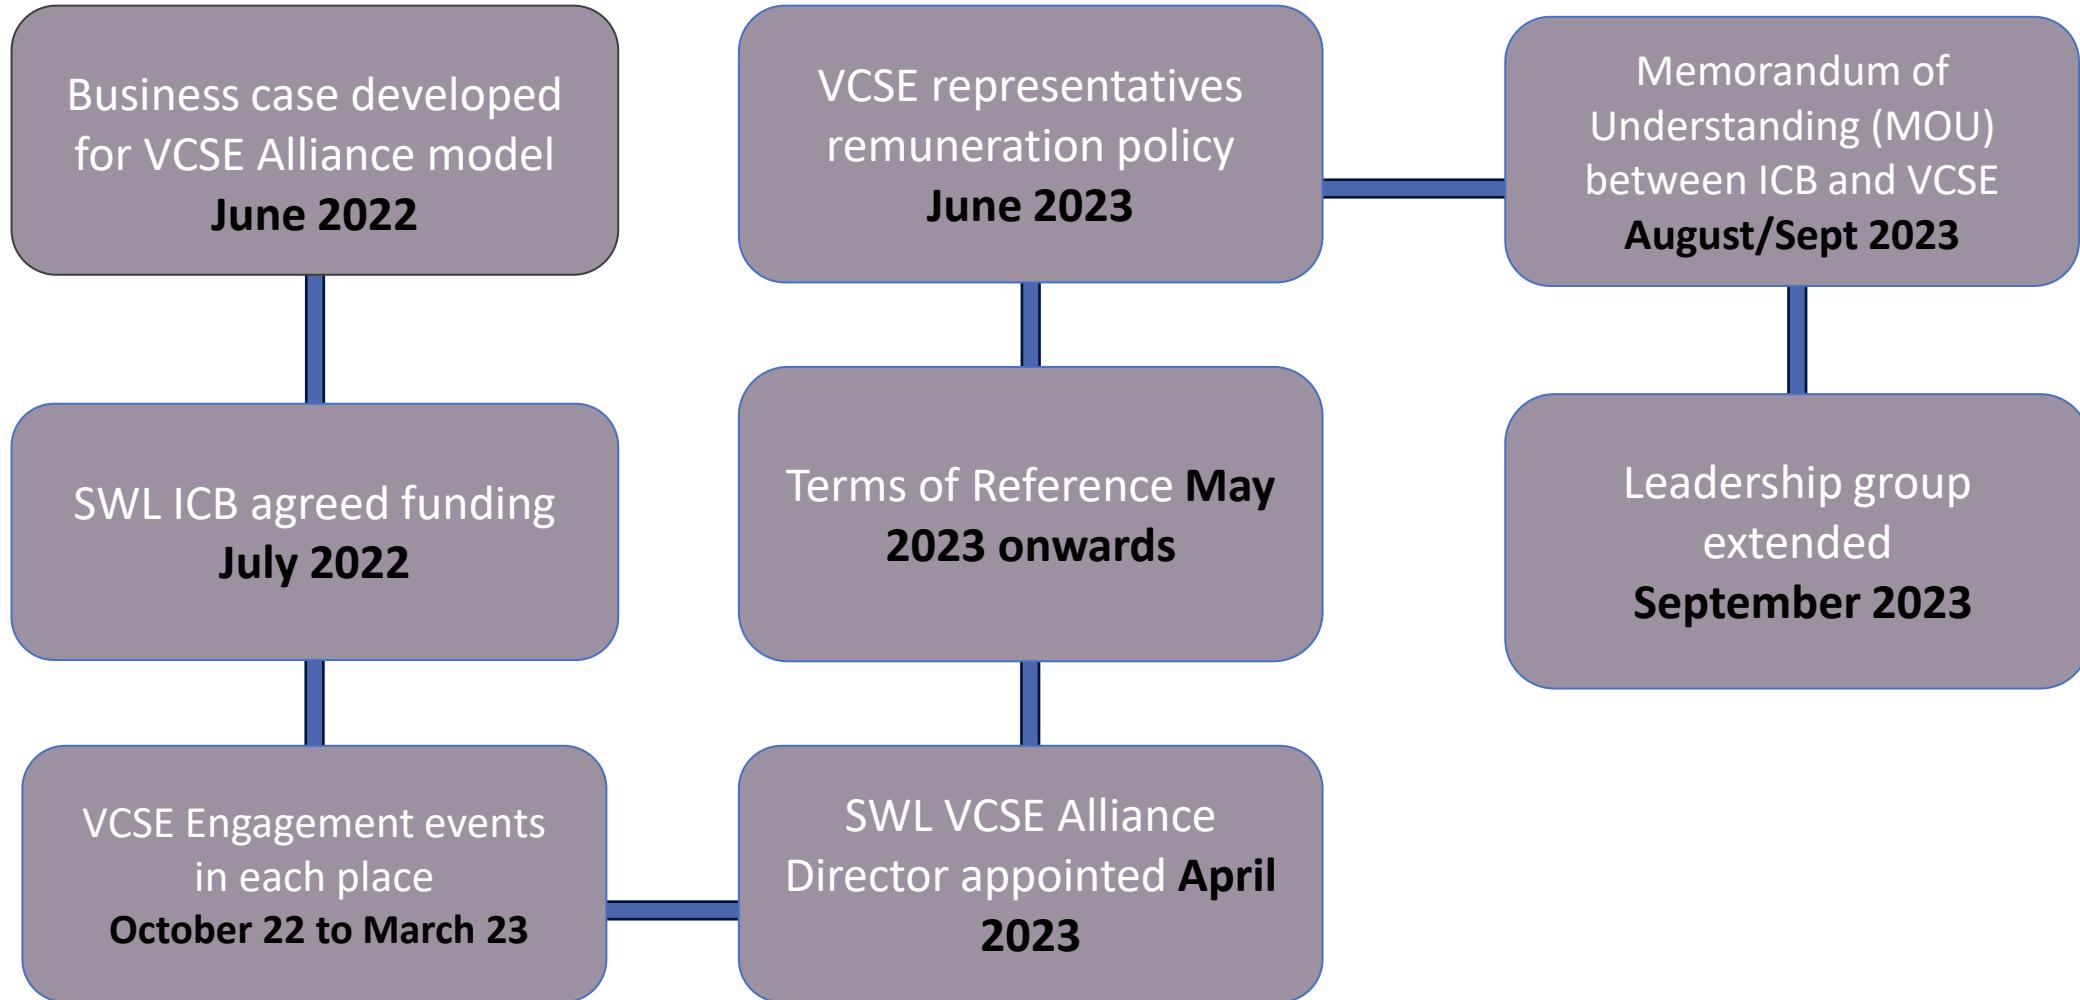 Business case developed
for VCSE Alliance model
June 2022
SWL ICB agreed funding
July 2022
VCSE Engagement events
in each place
October 22 to March 23
SWL VCSE Alliance
Director appointed April
2023
Terms of Reference May
2023 onwards
VCSE representatives
remuneration policy
June 2023
Memorandum of
Understanding (MOU)
between ICB and VCSE
August/Sept 2023
Leadership group
extended
September 2023